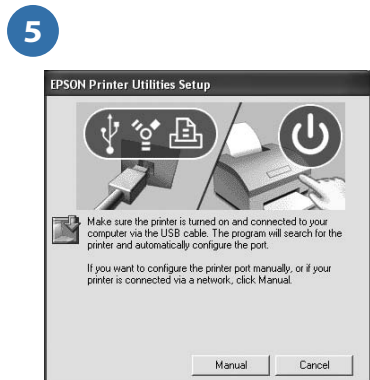 5
EPSON Printer Utilities Setup
Make sure the printer is turned on and connected to your
computer via the USB cable. The program will search for the
printer and automatically configure the port.
If you want to configure the printer port manually, or if your
printer is connected via a network, click Manual.
Manual Cancel